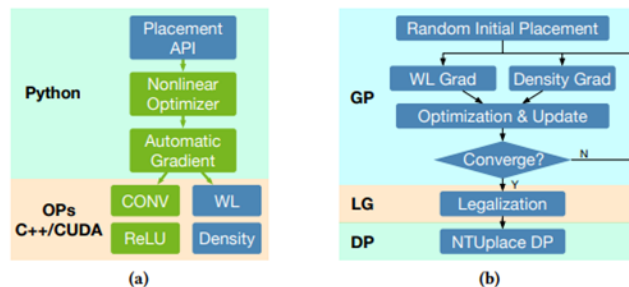 Placement
API
Python
Nonlinear
Optimizer
Automatic
Gradient
OPs
C++/CUDA
CONV
WL
ReLU
Density
(a)
Random Initial Placement
GP
WL Grad
Density Grad
Optimization & Update
Converge?
N
Y
LG
Legalization
DP
NTUplace DP
(b)